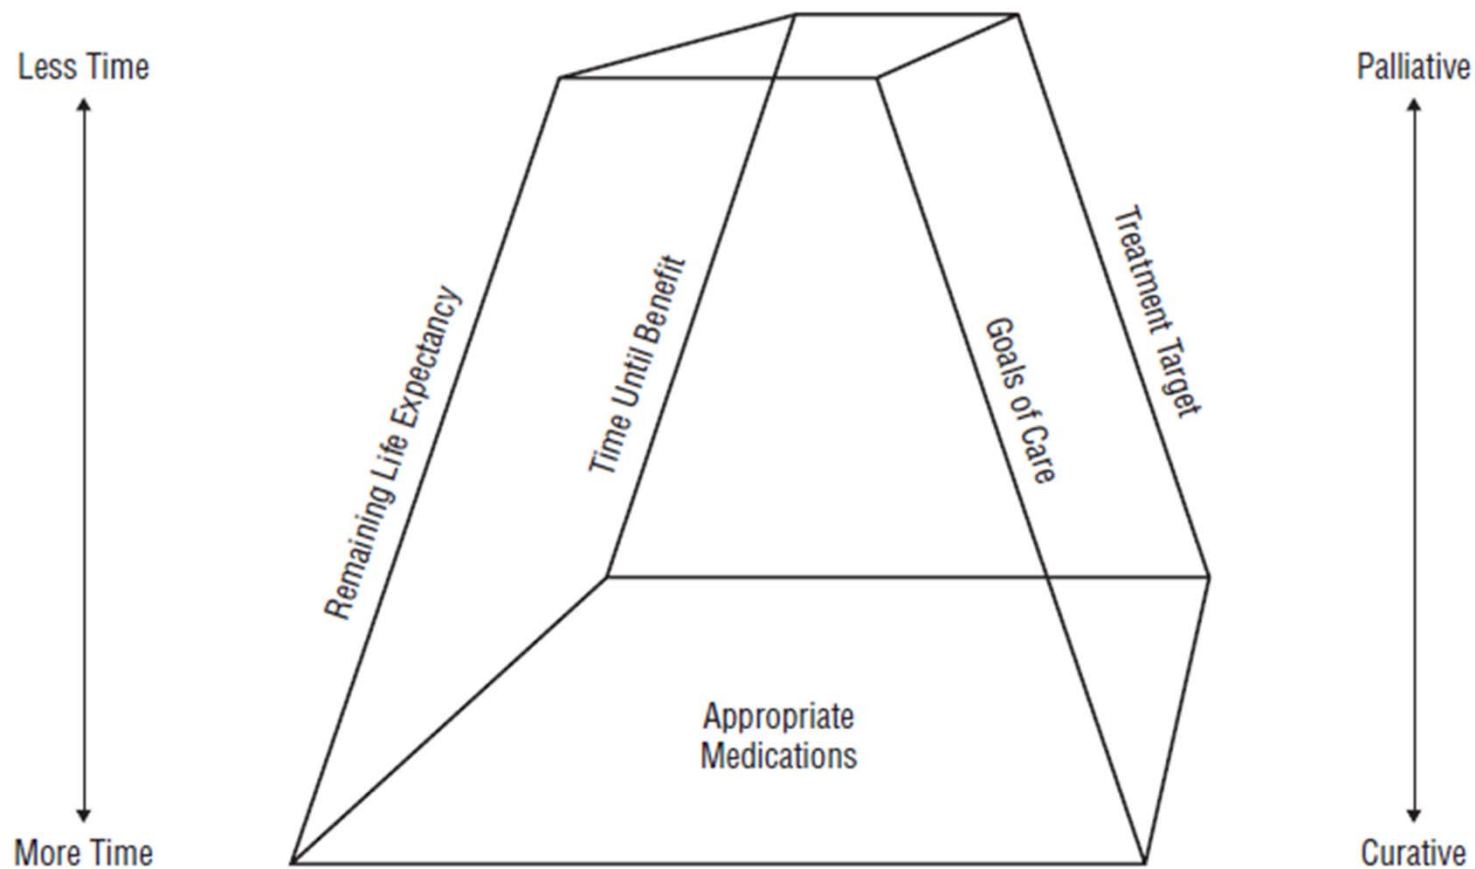 Less Time
Palliative
Remaining Life Expectancy
Time Until Benefit
Goals of Care
Treatment Target
Appropriate
Medications
More Time
Curative